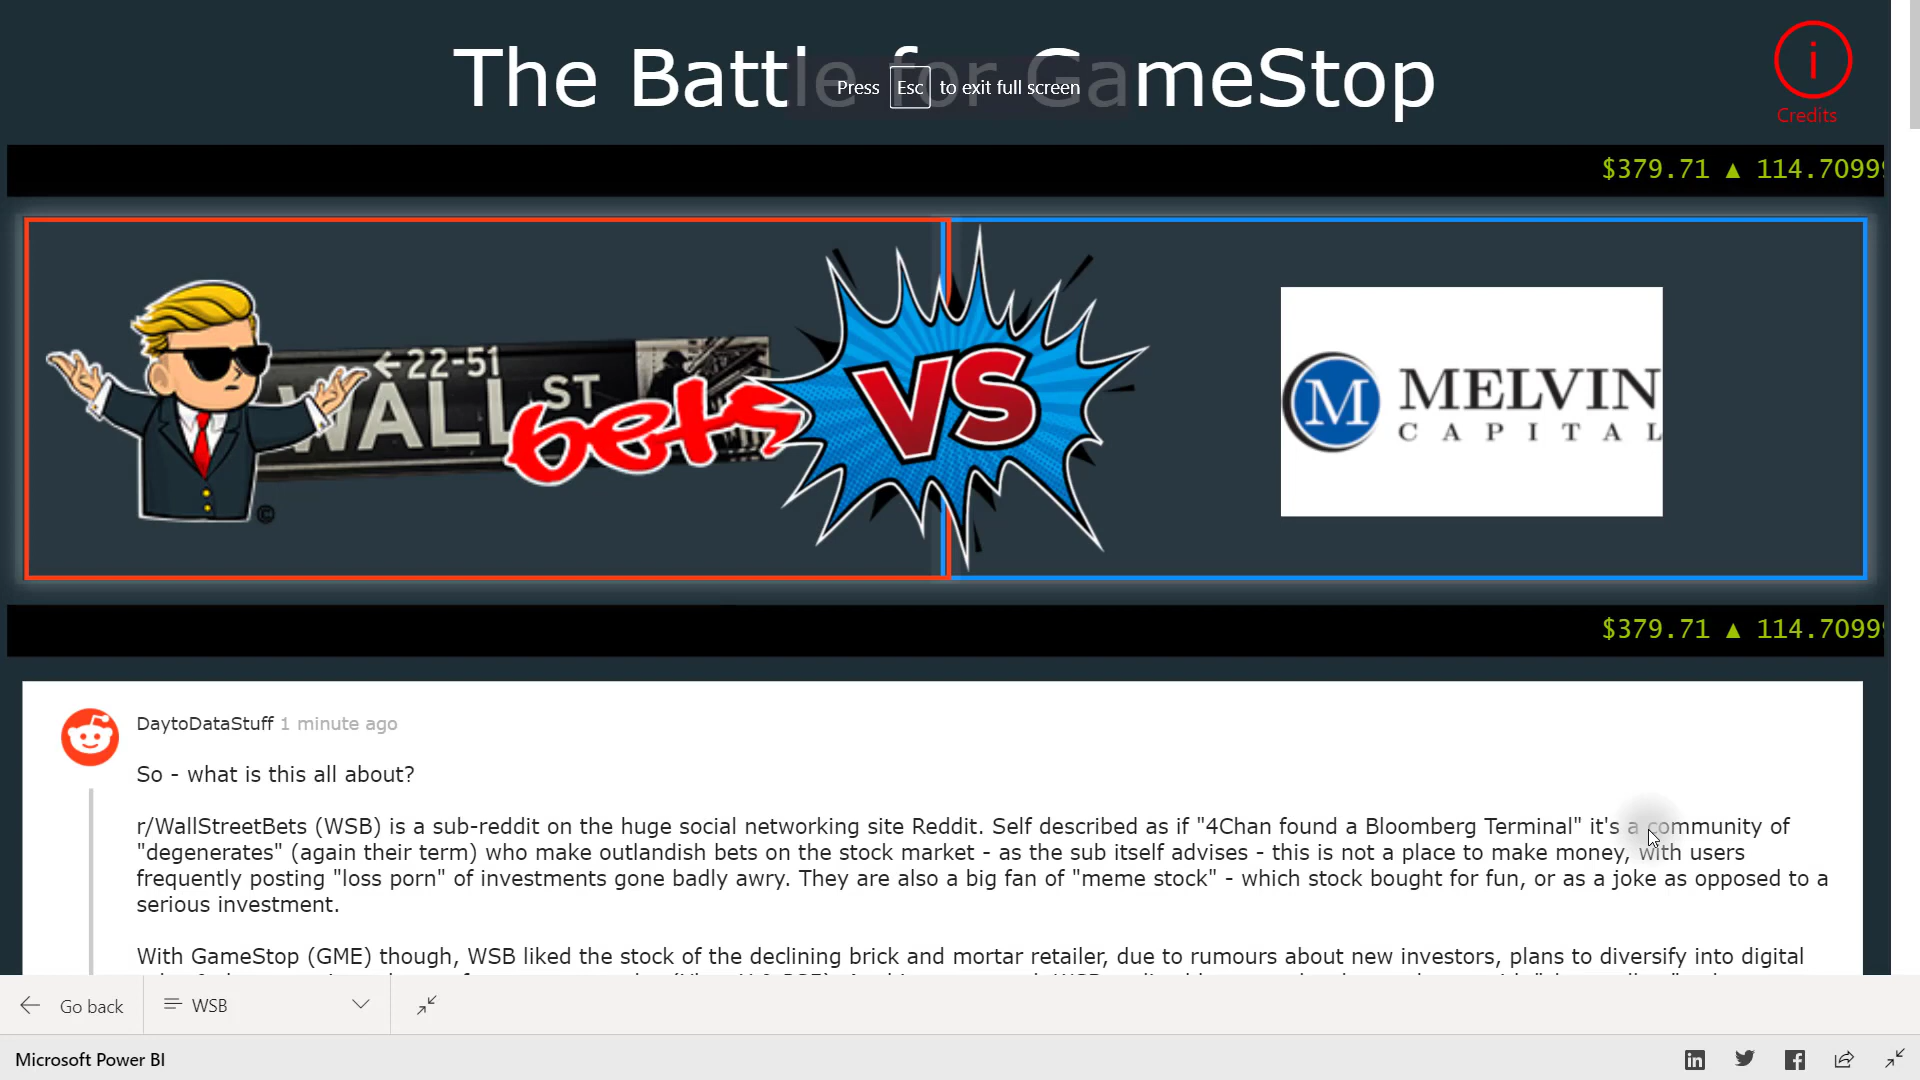 The Battle for GameStop
Press Esc to exit full screen
i
Credits
$379.71 ▲ 114.7099
←22-51
WALL ST
bets
©
VS
M MELVIN
CAPITAL
$379.71 ▲ 114.7099
DaytoDataStuff 1 minute ago
So - what is this all about?
r/WallStreetBets (WSB) is a sub-reddit on the huge social networking site Reddit. Self described as if "4Chan found a Bloomberg Terminal" it's a community of
"degenerates" (again their term) who make outlandish bets on the stock market - as the sub itself advises - this is not a place to make money, with users
frequently posting "loss porn" of investments gone badly awry. They are also a big fan of "meme stock" - which stock bought for fun, or as a joke as opposed to a
serious investment.
With GameStop (GME) though, WSB liked the stock of the declining brick and mortar retailer, due to rumours about new investors, plans to diversify into digital
Go back
WSB
Microsoft Power BI